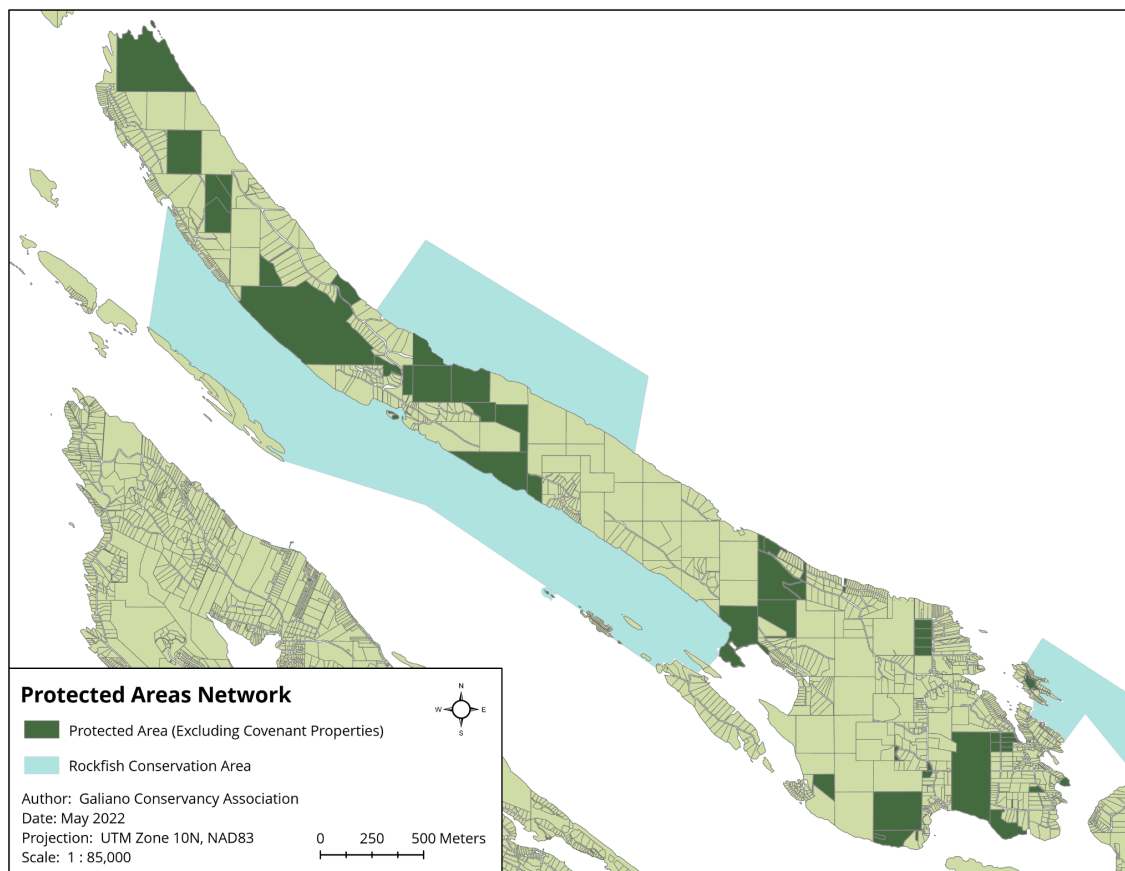 Protected Areas Network
N
W E
S
Protected Area (Excluding Covenant Properties)
Rockfish Conservation Area
Author: Galiano Conservancy Association
Date: May 2022
Projection: UTM Zone 10N, NAD83
Scale: 1 : 85,000
0 250 500 Meters